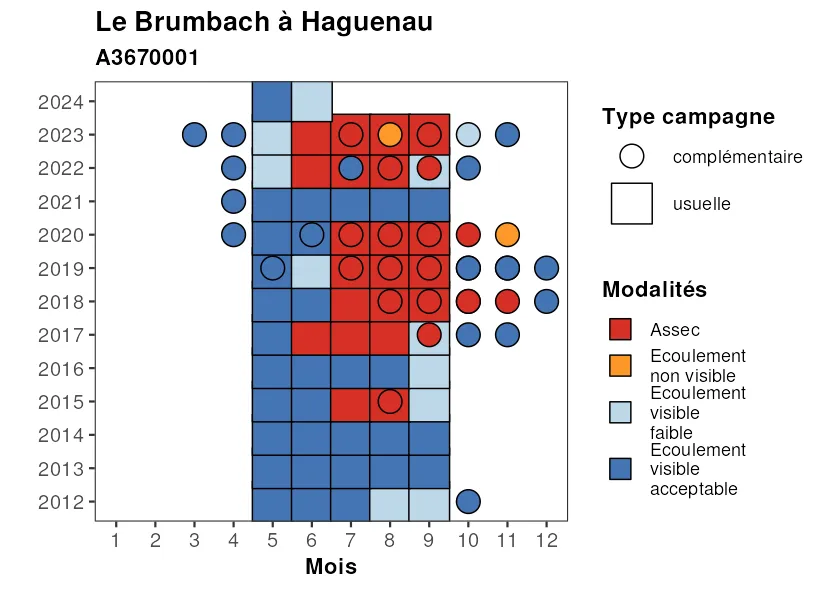 Le Brumbach à Haguenau
A3670001
2024
2023
2022
2021
2020
2019
2018
2017
2016
2015
2014
2013
2012
1 2 3 4 5 6 7 8 9 10 11 12
Mois
Type campagne
complémentaire
usuelle
Modalités
Assec
Ecoulement
non visible
Ecoulement
visible
faible
Ecoulement
visible
acceptable